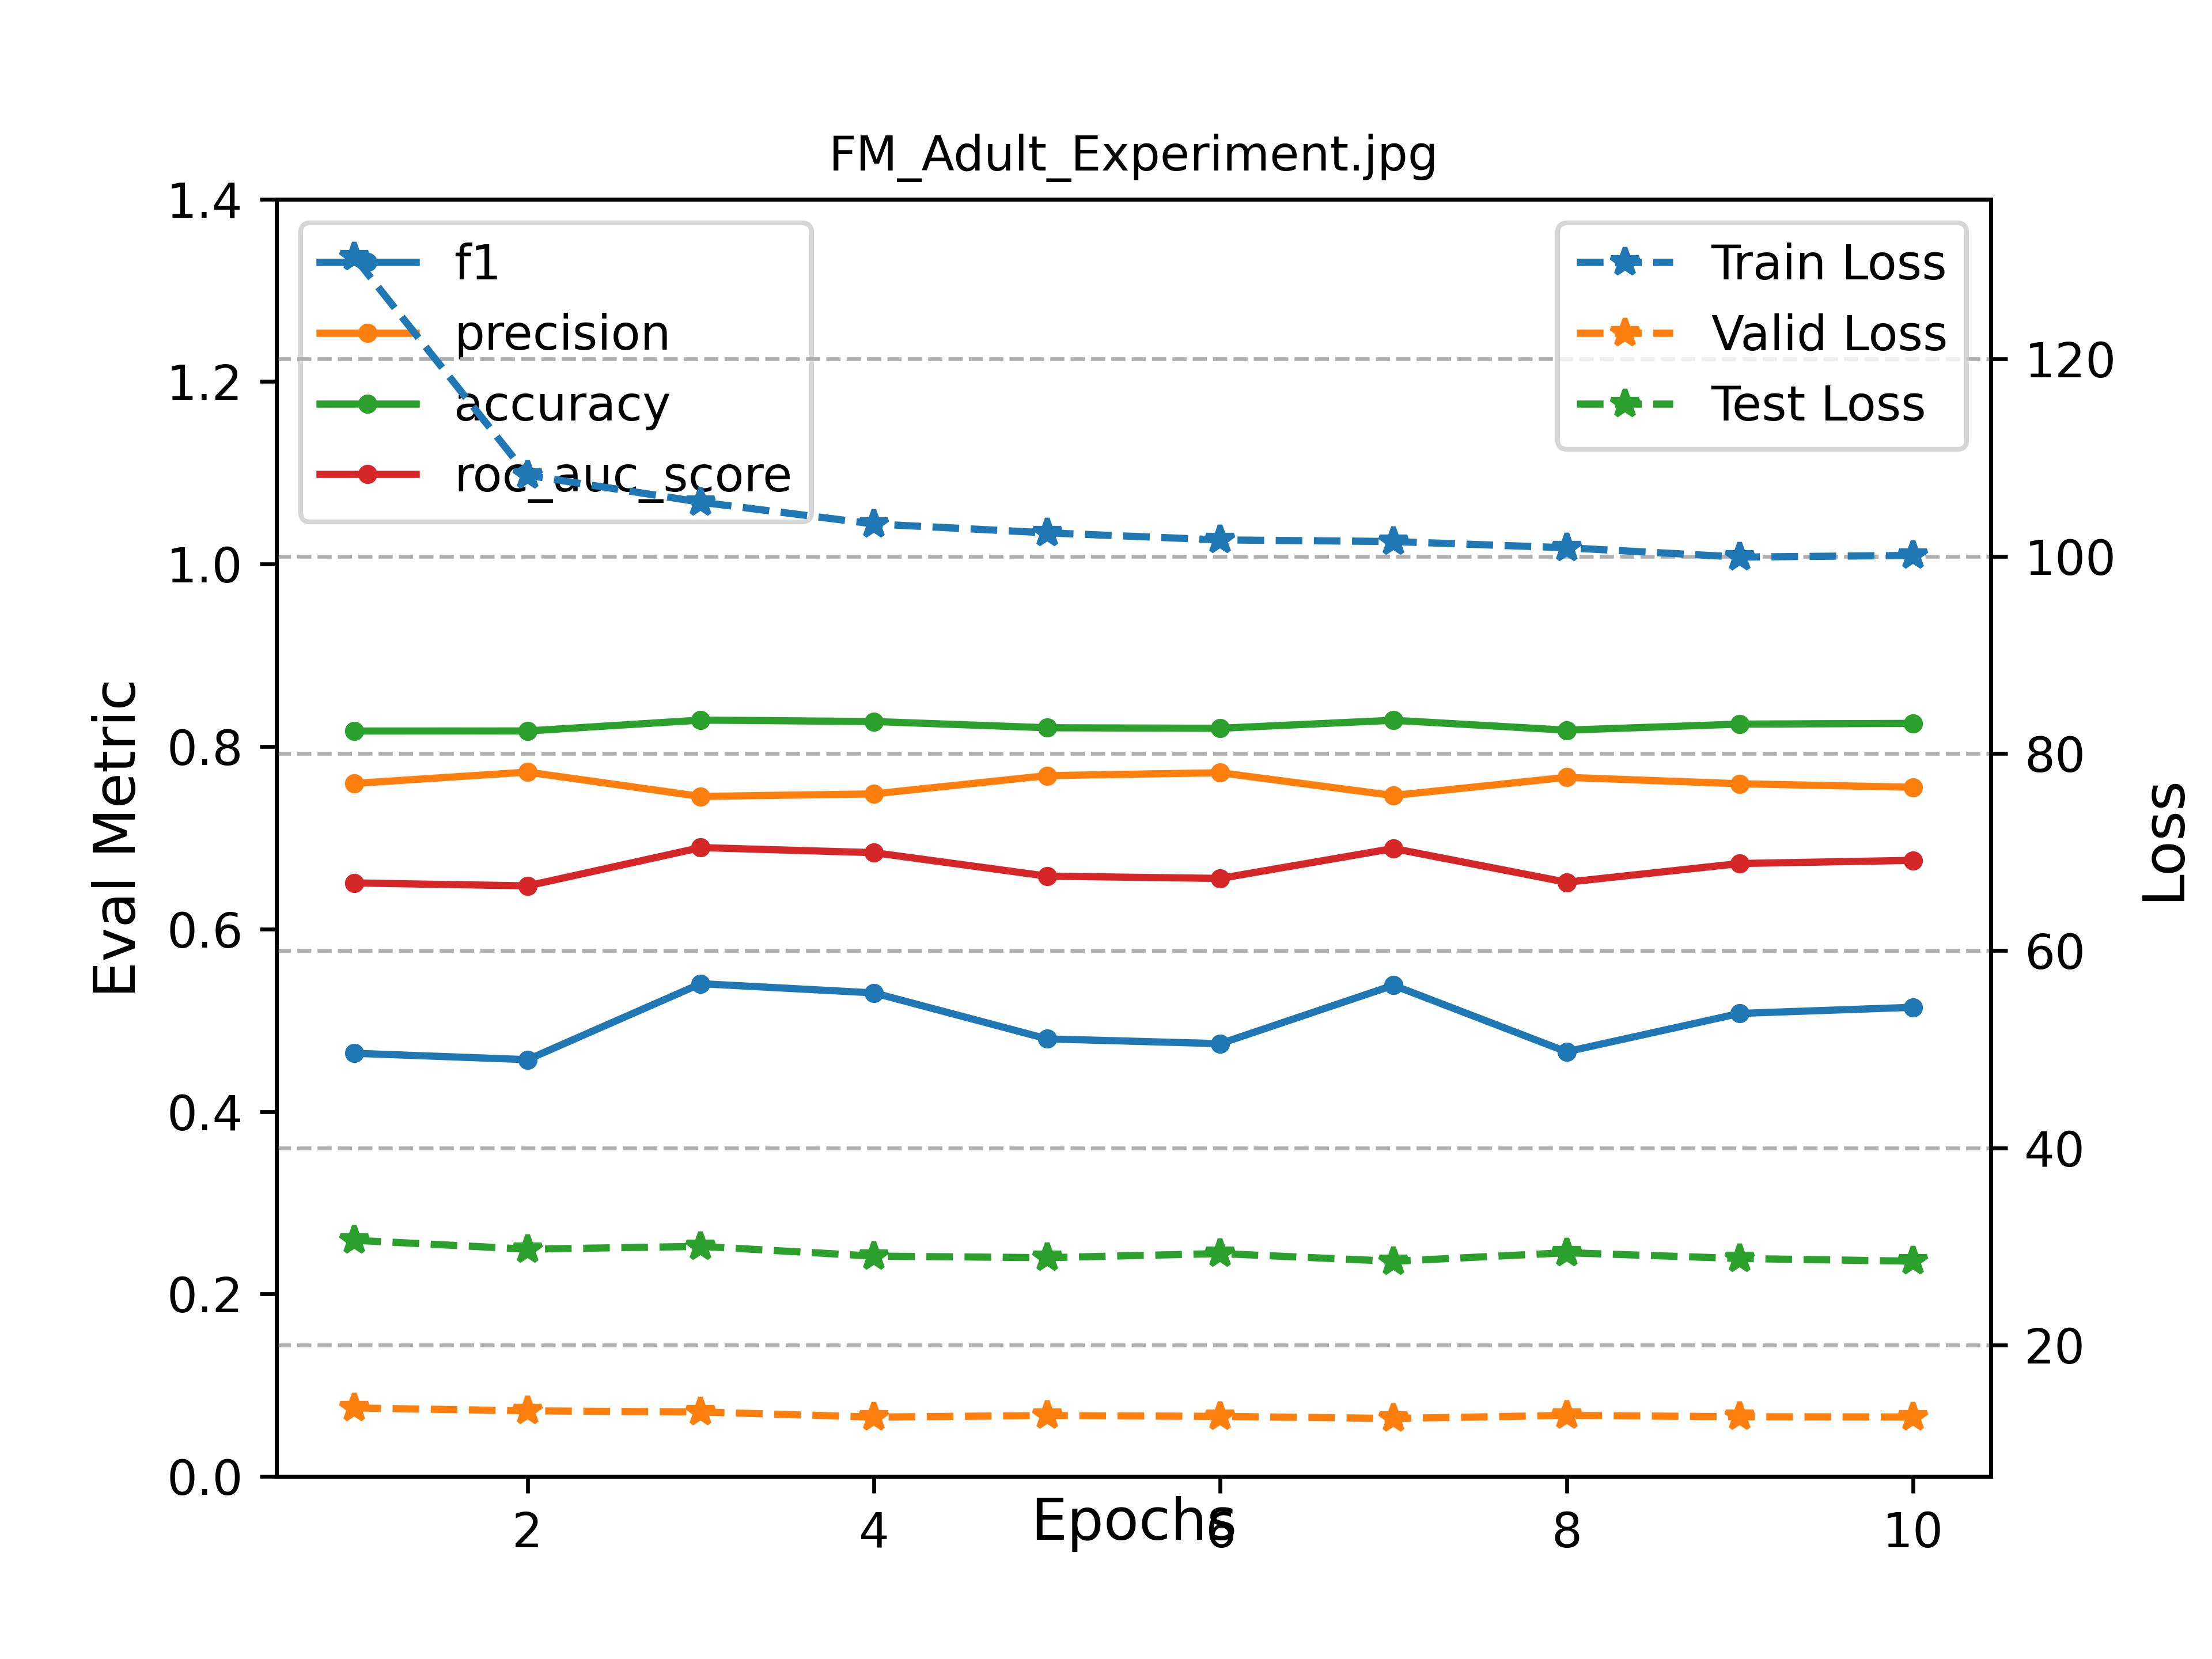 FM_Adult_Experiment.jpg
1.4
1.2
1.0
0.8
0.6
0.4
0.2
0.0
Eval Metric
f1
precision
accuracy
roc_auc_score
Train Loss
Valid Loss
Test Loss
120
100
80
60
40
20
Loss
2
4
6
8
10
Epochs